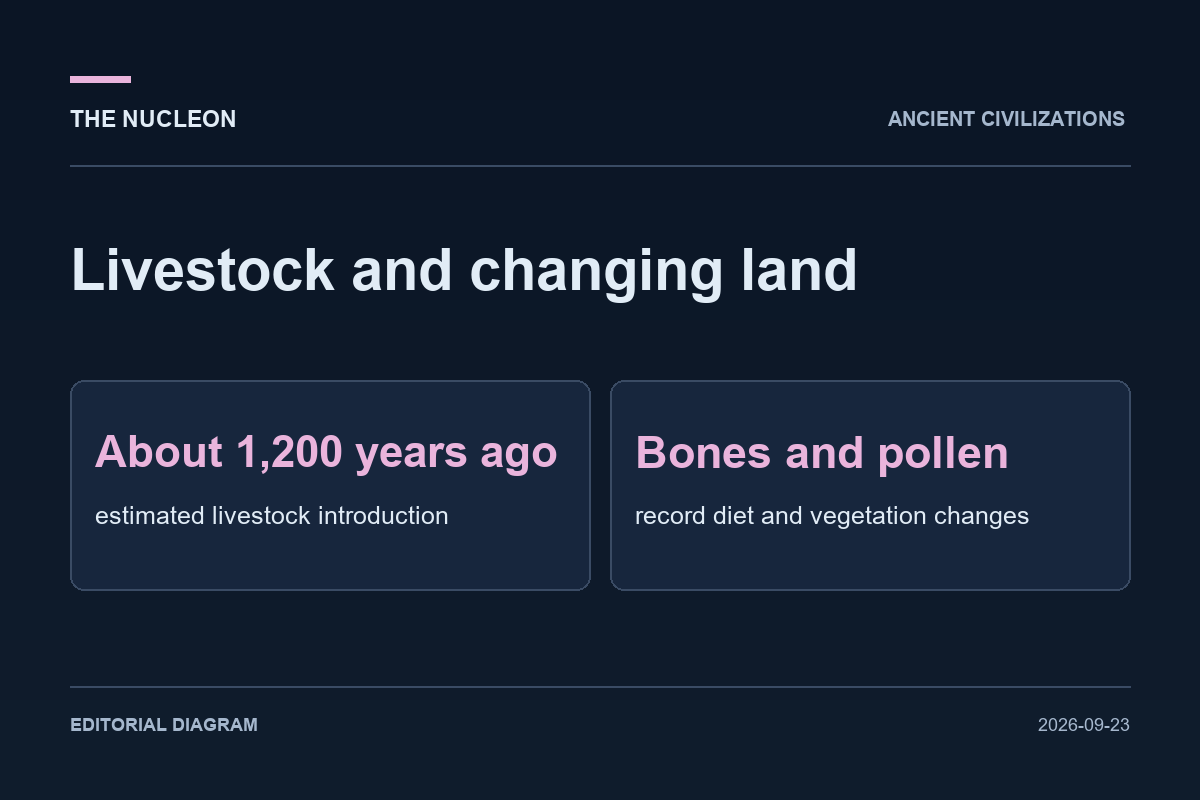 THE NUCLEON
ANCIENT CIVILIZATIONS
Livestock and changing land
About 1,200 years ago
estimated livestock introduction
Bones and pollen
record diet and vegetation changes
EDITORIAL DIAGRAM
2026-09-23